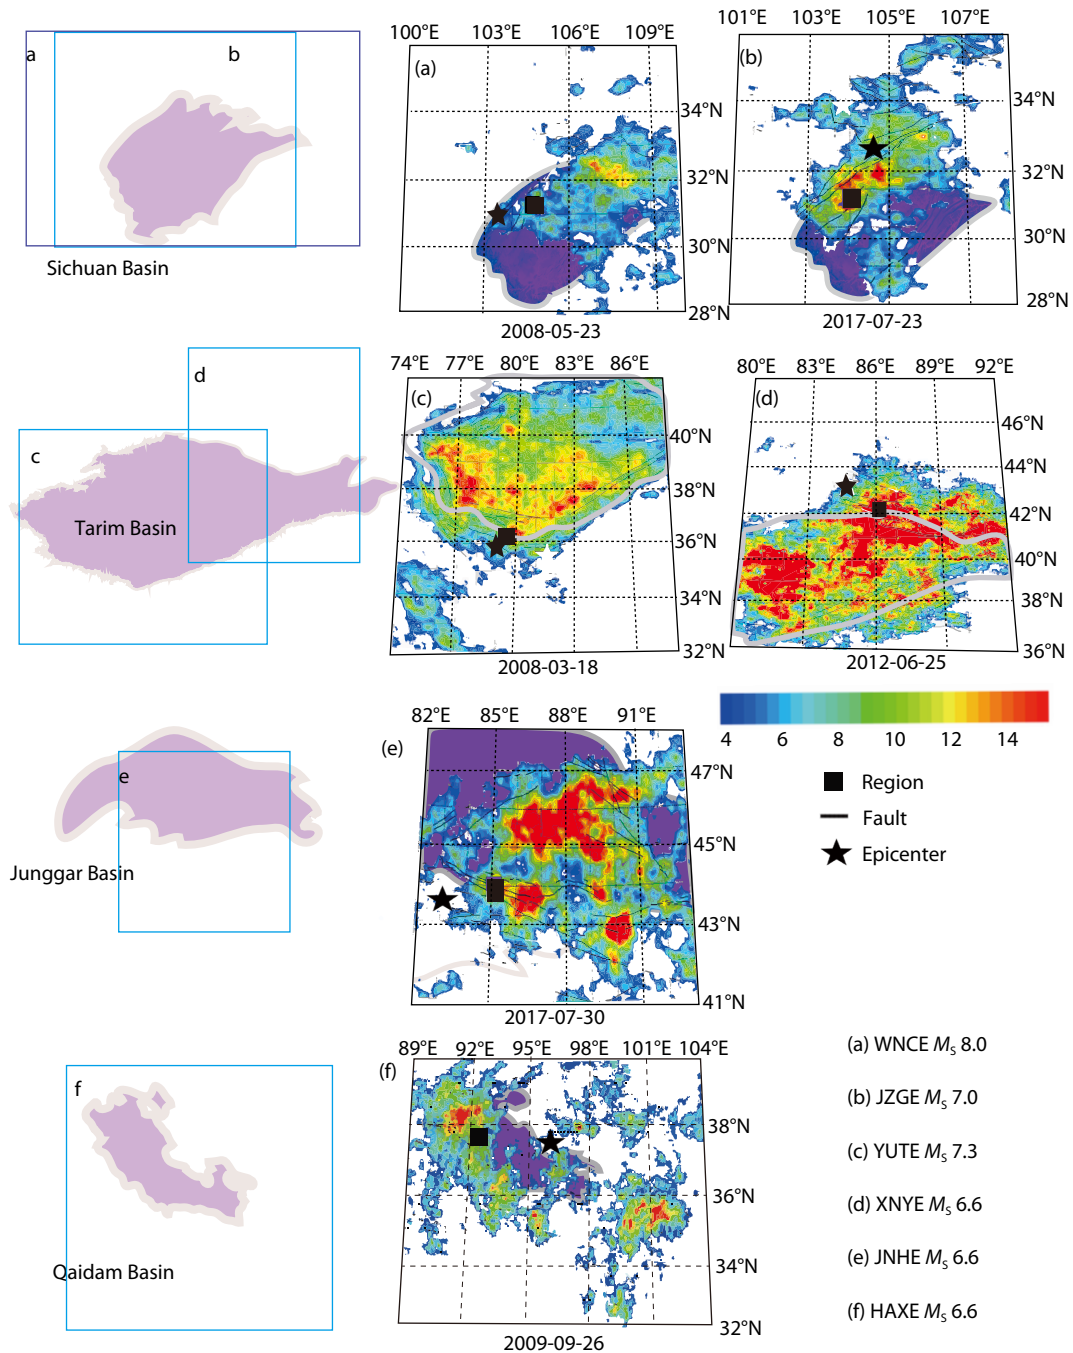 a
b
Sichuan Basin
100°E 103°E 106°E 109°E
(a)
34°N
32°N
30°N
28°N
2008-05-23
101°E 103°E 105°E 107°E
(b)
34°N
32°N
30°N
28°N
2017-07-23
c
d
Tarim Basin
74°E 77°E 80°E 83°E 86°E
(c)
40°N
38°N
36°N
34°N
32°N
2008-03-18
80°E 83°E 86°E 89°E 92°E
(d)
46°N
44°N
42°N
40°N
38°N
36°N
2012-06-25
e
Junggar Basin
82°E 85°E 88°E 91°E
(e)
47°N
45°N
43°N
41°N
2017-07-30
4 6 8 10 12 14
Region
Fault
Epicenter
f
Qaidam Basin
89°E 92°E 95°E 98°E 101°E 104°E
(f)
38°N
36°N
34°N
32°N
2009-09-26
(a) WNCE Ms 8.0
(b) JZGE Ms 7.0
(c) YUTE Ms 7.3
(d) XNYE Ms 6.6
(e) JNHE Ms 6.6
(f) HAXE Ms 6.6